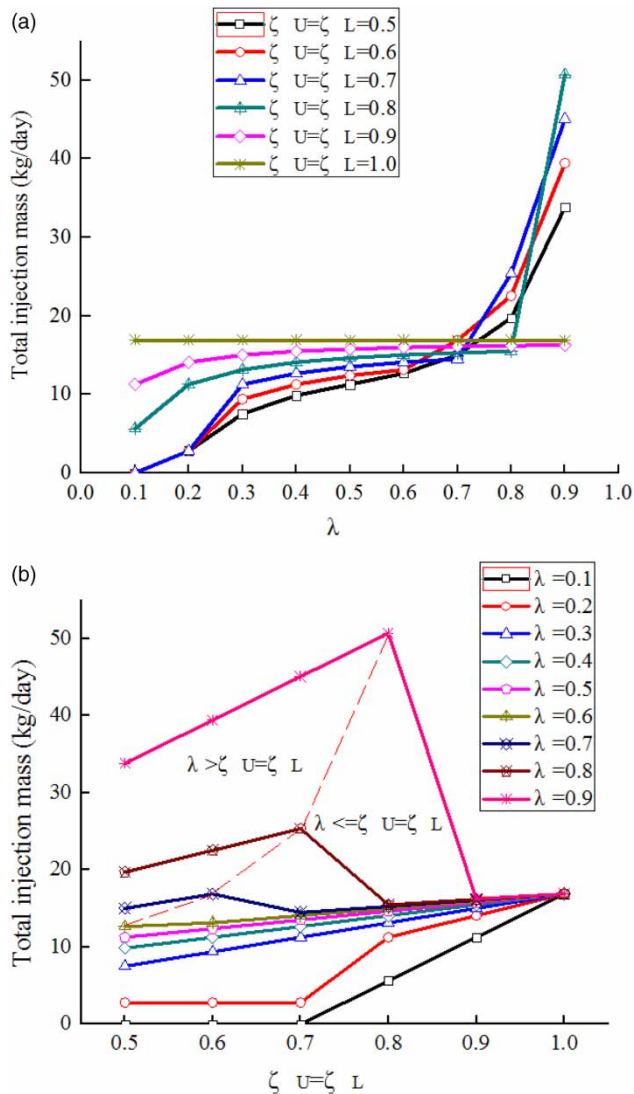 (a)
ζ U=ζ L=0.5
ζ U=ζ L=0.6
ζ U=ζ L=0.7
ζ U=ζ L=0.8
ζ U=ζ L=0.9
ζ U=ζ L=1.0
Total injection mass (kg/day)
50
40
30
20
10
0
0.0 0.1 0.2 0.3 0.4 0.5 0.6 0.7 0.8 0.9 1.0
λ
(b)
λ =0.1
λ =0.2
λ =0.3
λ =0.4
λ =0.5
λ =0.6
λ =0.7
λ =0.8
λ =0.9
Total injection mass (kg/day)
50
40
30
20
10
0
λ >ζ U=ζ L
λ <=ζ U=ζ L
0.5 0.6 0.7 0.8 0.9 1.0
ζ U=ζ L